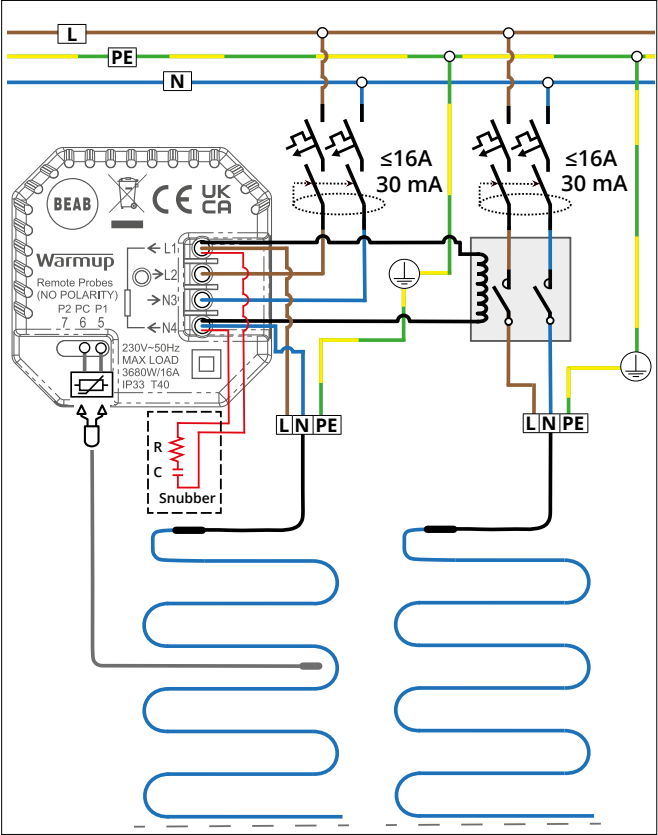 L
PE
N
≤16A
30 mA
≤16A
30 mA
BEAB
CE
UK
CA
Warmup
Remote Probes
(NO POLARITY)
P2 PC P1
7 6 5
L1
L2
N3
N4
230V~50Hz
MAX LOAD
3680W/16A
IP33 T40
L N PE
L N PE
R
C
Snubber